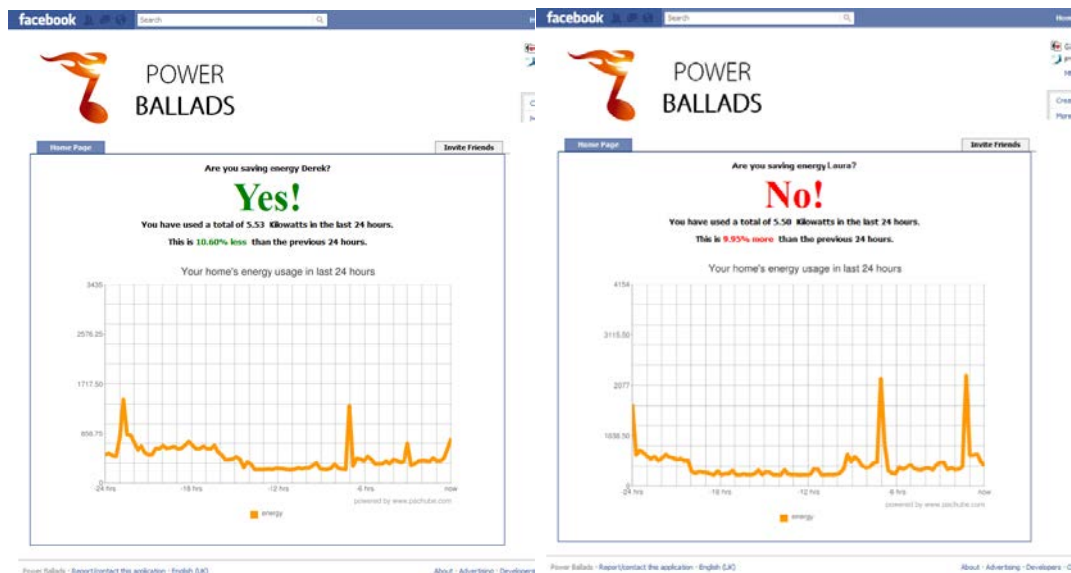 facebook
Search
POWER
BALLADS
Home Page
Invite Friends
Are you saving energy Derek?
Yes!
You have used a total of 5.53 Kilowatts in the last 24 hours.
This is 10.60% less than the previous 24 hours.
Your home's energy usage in last 24 hours
3435
2576.25
1717.50
858.75
0
-24 hrs
-18 hrs
-12 hrs
-6 hrs
now
powered by www.pachube.com
energy
Power Ballads · Report/contact this application · English (UK)
About · Advertising · Developers
facebook
Search
Home
POWER
BALLADS
Home Page
Invite Friends
Are you saving energy Laura?
No!
You have used a total of 5.50 Kilowatts in the last 24 hours.
This is 9.95% more than the previous 24 hours.
Your home's energy usage in last 24 hours
4154
3115.50
2077
1038.50
0
-24 hrs
-18 hrs
-12 hrs
-6 hrs
now
powered by www.pachube.com
energy
Power Ballads · Report/contact this application · English (UK)
About · Advertising · Developers